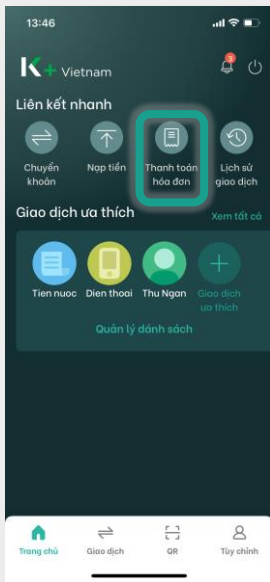 13:46
K+ Vietnam
3
Liên kết nhanh
Chuyển
khoản
Nạp tiền
Thanh toán
hóa đơn
Lịch sử
giao dịch
Giao dịch ưa thích
Xem tất cả
Tien nuoc
Dien thoai
Thu Ngan
Giao dịch
ưa thích
Quản lý danh sách
Trang chủ
Giao dịch
QR
Tùy chỉnh